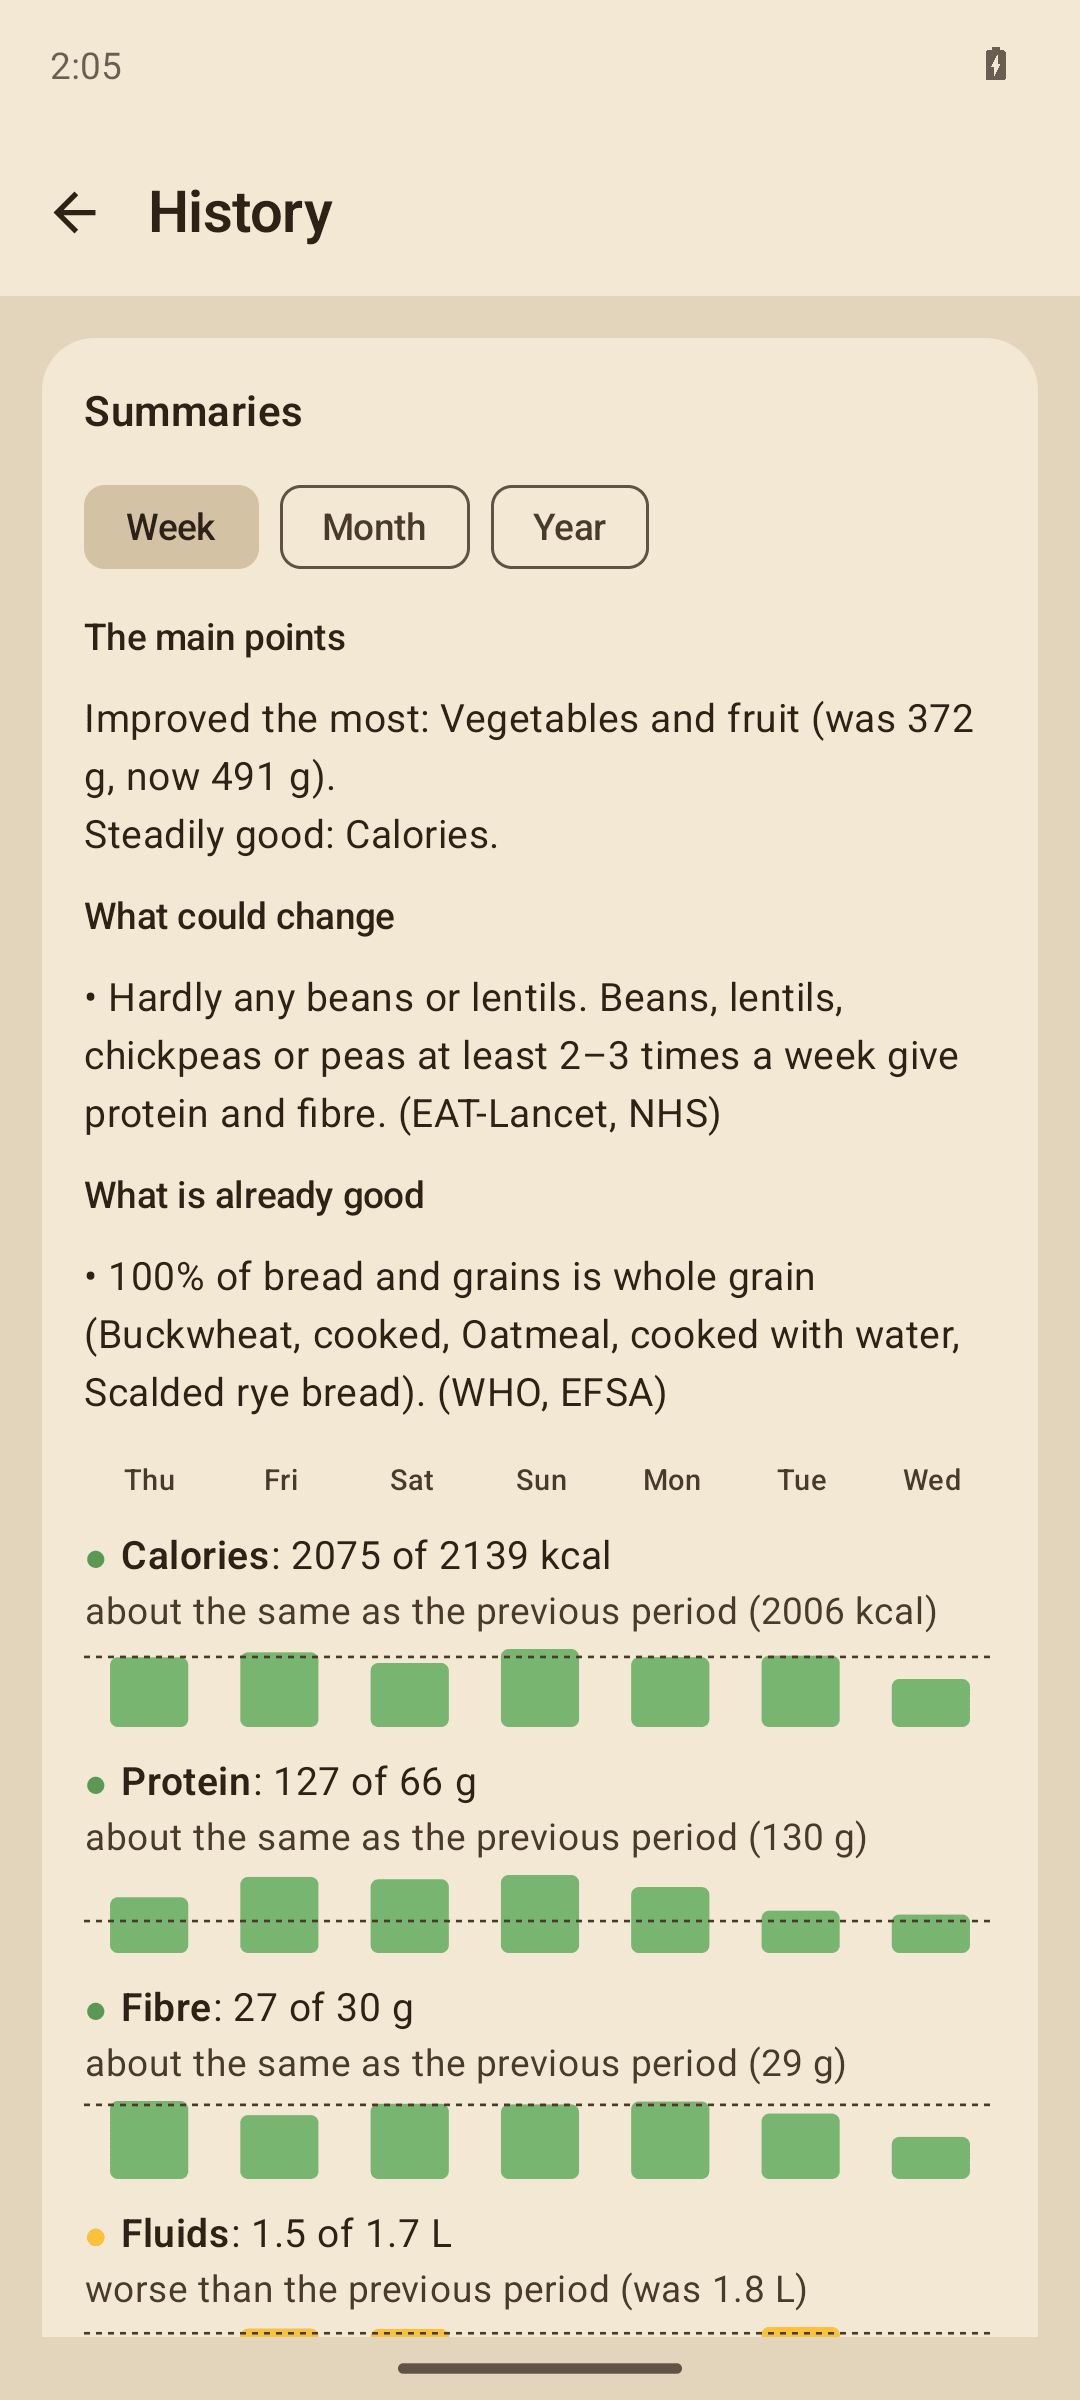 2:05
History
Summaries
Week
Month
Year
The main points
Improved the most: Vegetables and fruit (was 372
g, now 491 g).
Steadily good: Calories.
What could change
• Hardly any beans or lentils. Beans, lentils,
chickpeas or peas at least 2–3 times a week give
protein and fibre. (EAT-Lancet, NHS)
What is already good
• 100% of bread and grains is whole grain
(Buckwheat, cooked, Oatmeal, cooked with water,
Scalded rye bread). (WHO, EFSA)
Thu Fri Sat Sun Mon Tue Wed
Calories: 2075 of 2139 kcal
about the same as the previous period (2006 kcal)
Protein: 127 of 66 g
about the same as the previous period (130 g)
Fibre: 27 of 30 g
about the same as the previous period (29 g)
Fluids: 1.5 of 1.7 L
worse than the previous period (was 1.8 L)